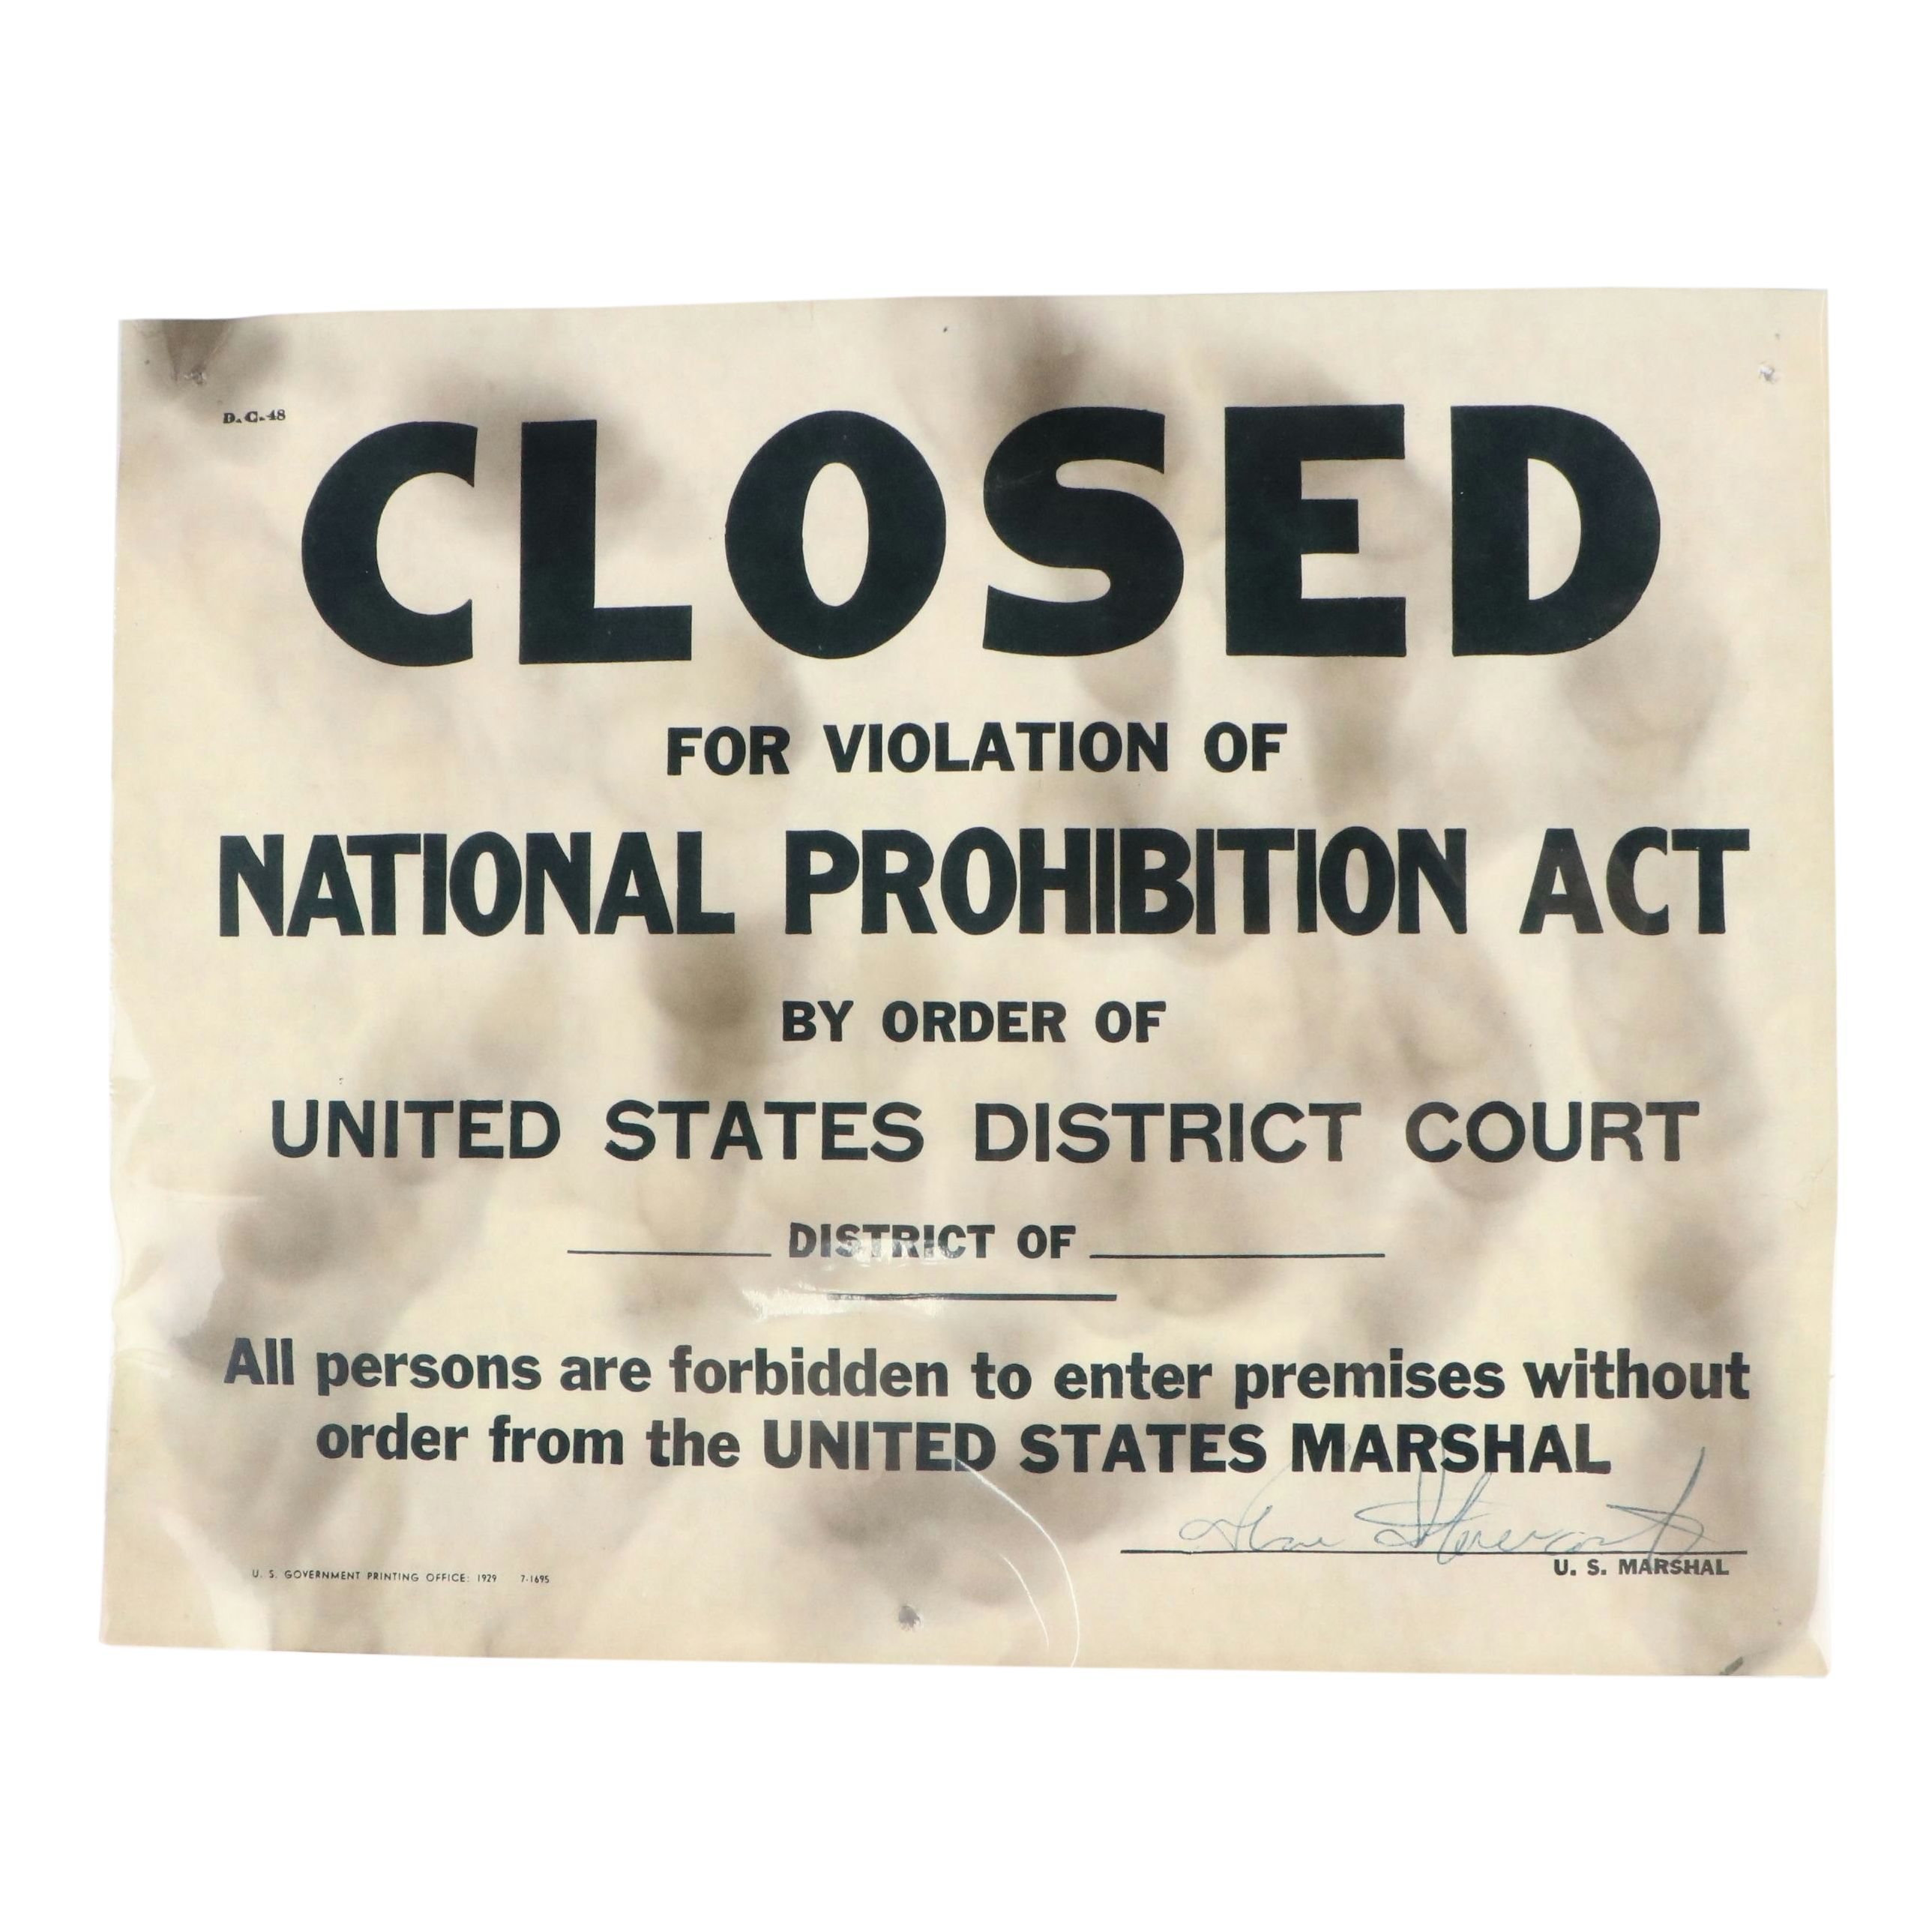 D. C. 48
CLOSED
FOR VIOLATION OF
NATIONAL PROHIBITION ACT
BY ORDER OF
UNITED STATES DISTRICT COURT
DISTRICT OF
All persons are forbidden to enter premises without
order from the UNITED STATES MARSHAL
U. S. MARSHAL
U. S. GOVERNMENT PRINTING OFFICE: 1929 7-1695